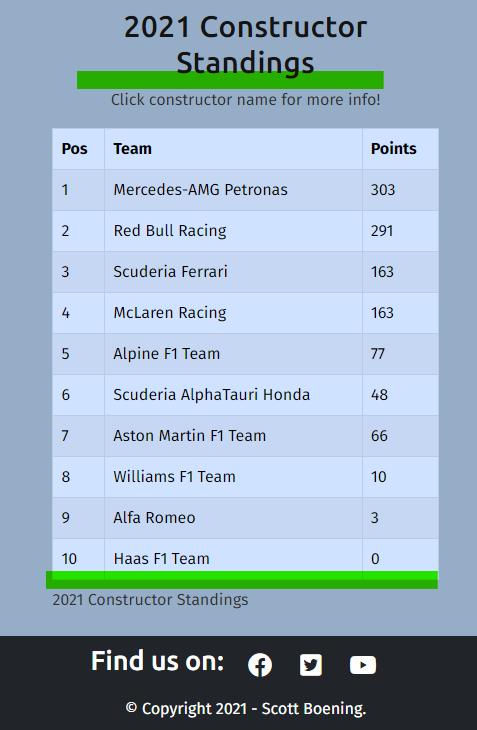 2021 Constructor
Standings
Click constructor name for more info!
Pos Team Points
1 Mercedes-AMG Petronas 303
2 Red Bull Racing 291
3 Scuderia Ferrari 163
4 McLaren Racing 163
5 Alpine F1 Team 77
6 Scuderia AlphaTauri Honda 48
7 Aston Martin F1 Team 66
8 Williams F1 Team 10
9 Alfa Romeo 3
10 Haas F1 Team 0
2021 Constructor Standings
Find us on:
© Copyright 2021 - Scott Boening.